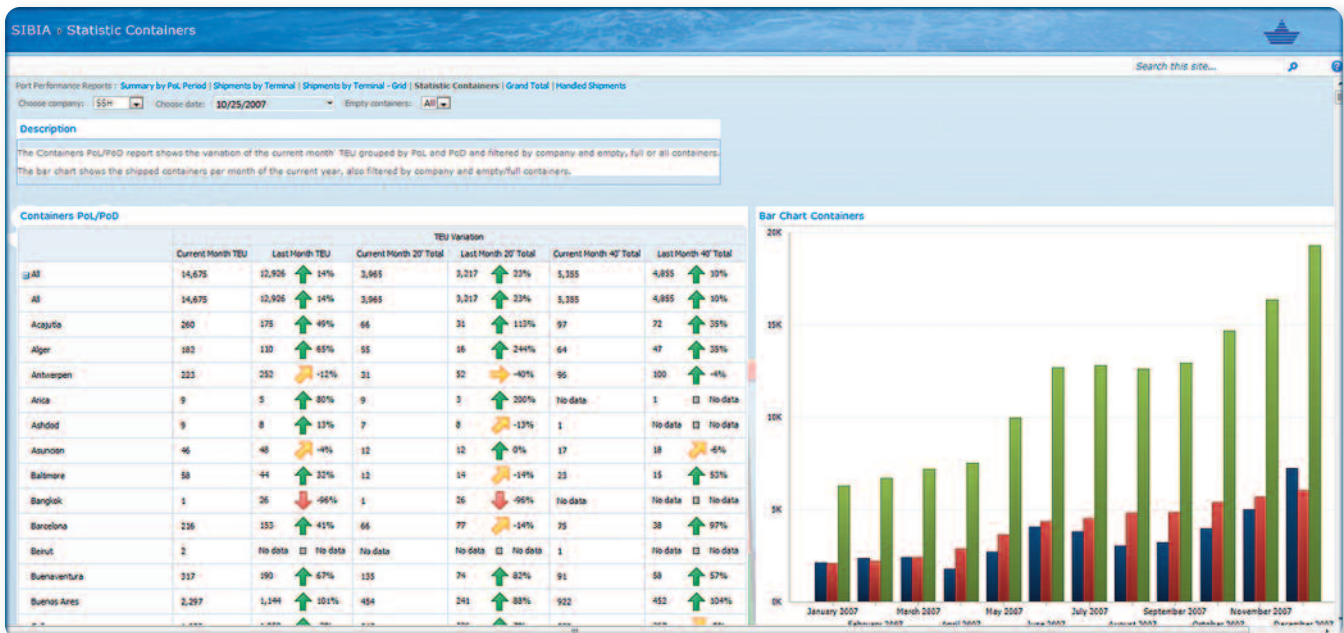 SIBIA ▷ Statistic Containers
Search this site...
Port Performance Reports : Summary by PoL Period | Shipments by Terminal | Shipments by Terminal - Grid | Statistic Containers | Grand Total | Handled Shipments
Choose company: SSH Choose date: 10/25/2007 Empty containers: All
Description
The Containers PoL/PoD report shows the variation of the current month TEU grouped by PoL and PoD and filtered by company and empty, full or all containers.
The bar chart shows the shipped containers per month of the current year, also filtered by company and empty/full containers.
Containers PoL/PoD
TEU Variation
Current Month TEU Last Month TEU Current Month 20' Total Last Month 20' Total Current Month 40' Total Last Month 40' Total
All 14,675 12,926 14% 3,965 3,217 23% 5,355 4,855 10%
All 14,675 12,926 14% 3,965 3,217 23% 5,355 4,855 10%
Acajutla 260 175 49% 66 31 113% 97 72 35%
Alger 183 110 65% 55 16 244% 64 47 35%
Antwerpen 223 252 -12% 31 52 -40% 96 100 -4%
Arica 9 5 80% 9 3 200% No data 1 No data
Ashdod 9 8 13% 7 8 -13% 1 No data No data
Asuncion 46 48 -4% 12 12 0% 17 18 -6%
Baltimore 58 44 32% 12 14 -14% 23 15 53%
Bangkok 1 26 -96% 1 26 -96% No data No data No data
Barcelona 216 153 41% 66 77 -14% 75 38 97%
Beirut 2 No data No data No data No data No data 1 No data No data
Buenaventura 317 190 67% 135 74 82% 91 58 57%
Buenos Aires 2,297 1,144 101% 454 241 88% 922 452 104%
Bar Chart Containers
20K
15K
10K
5K
0K
January 2007 March 2007 May 2007 July 2007 September 2007 November 2007
February 2007 April 2007 June 2007 August 2007 October 2007 December 2007